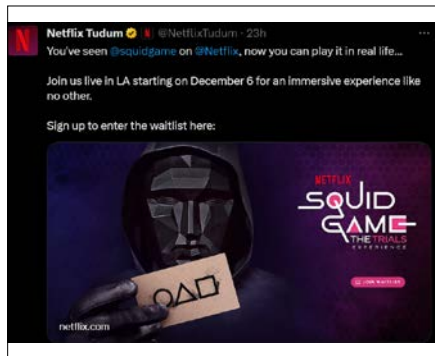 Netflix Tudum @NetflixTudum · 23h
You've seen @squidgame on @Netflix, now you can play it in real life...
Join us live in LA starting on December 6 for an immersive experience like
no other.
Sign up to enter the waitlist here:
NETFLIX
SQUID
GAME
THE TRIALS
EXPERIENCE
JOIN WAITLIST
netflix.com